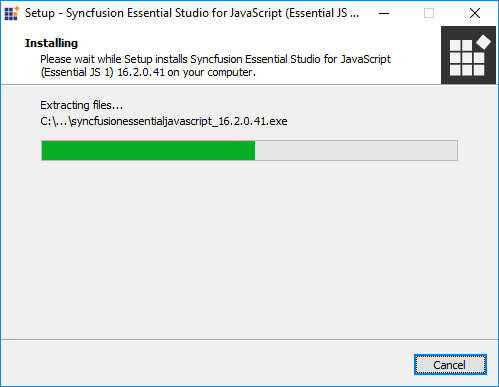 Setup - Syncfusion Essential Studio for JavaScript (Essential JS ...
Installing
Please wait while Setup installs Syncfusion Essential Studio for JavaScript
(Essential JS 1) 16.2.0.41 on your computer.
Extracting files...
C:\...\syncfusionessentialjavascript_16.2.0.41.exe
Cancel